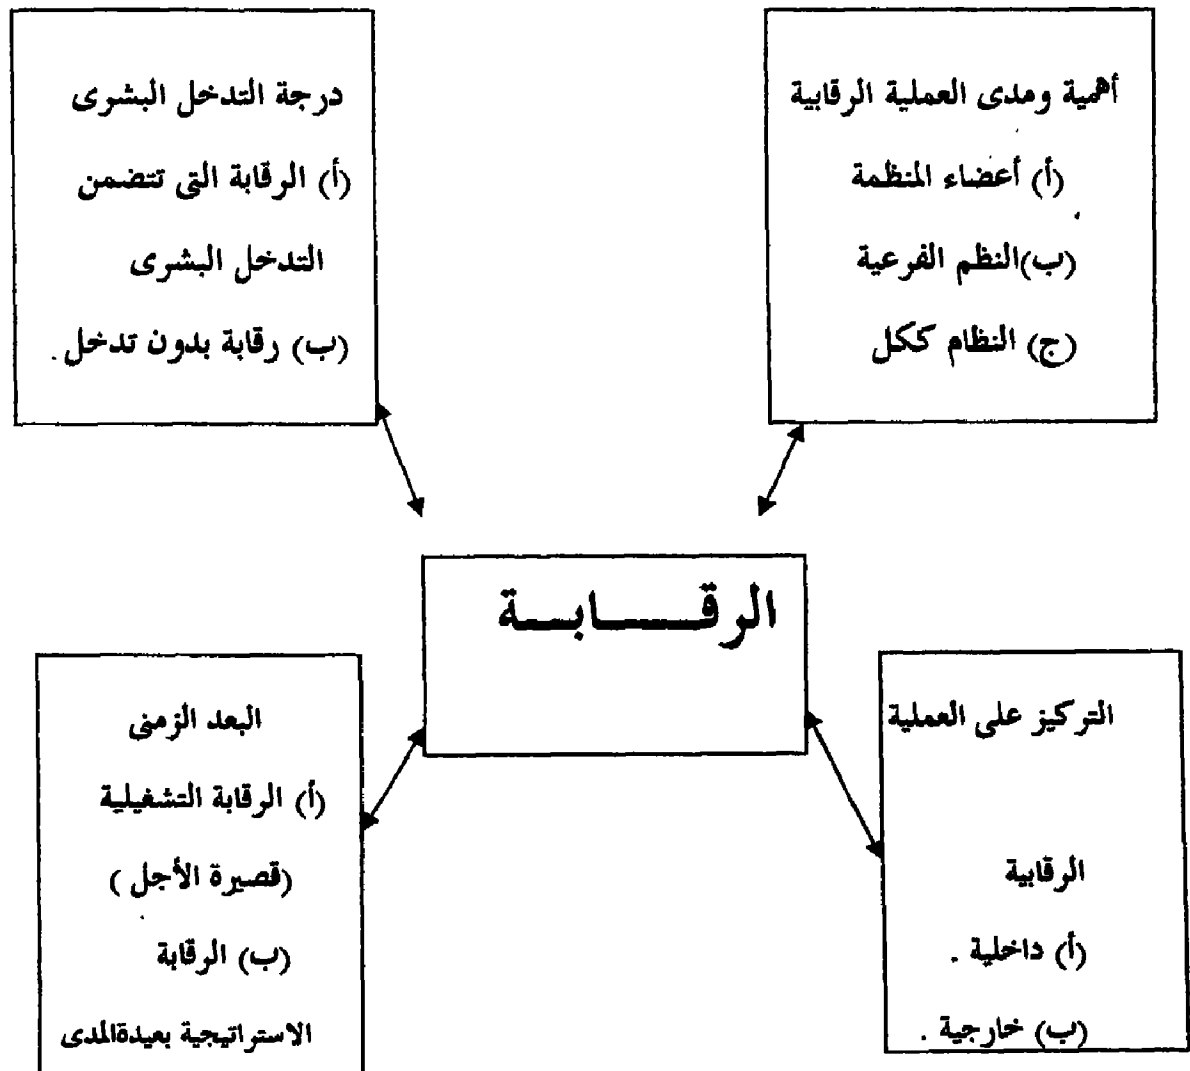 أهمية ومدى العملية الرقابية
(أ) أعضاء المنظمة
(ب)النظم الفرعية
(ج) النظام ككل
درجة التدخل البشرى
(أ) الرقابة التى تتضمن
التدخل البشرى
(ب) رقابة بدون تدخل .
الرقـــــابـــة
التركيز على العملية
الرقابية
(أ) داخلية .
(ب) خارجية .
البعد الزمنى
(أ) الرقابة التشغيلية
(قصيرة الأجل )
(ب) الرقابة
الاستراتيجية بعيدةالمدى